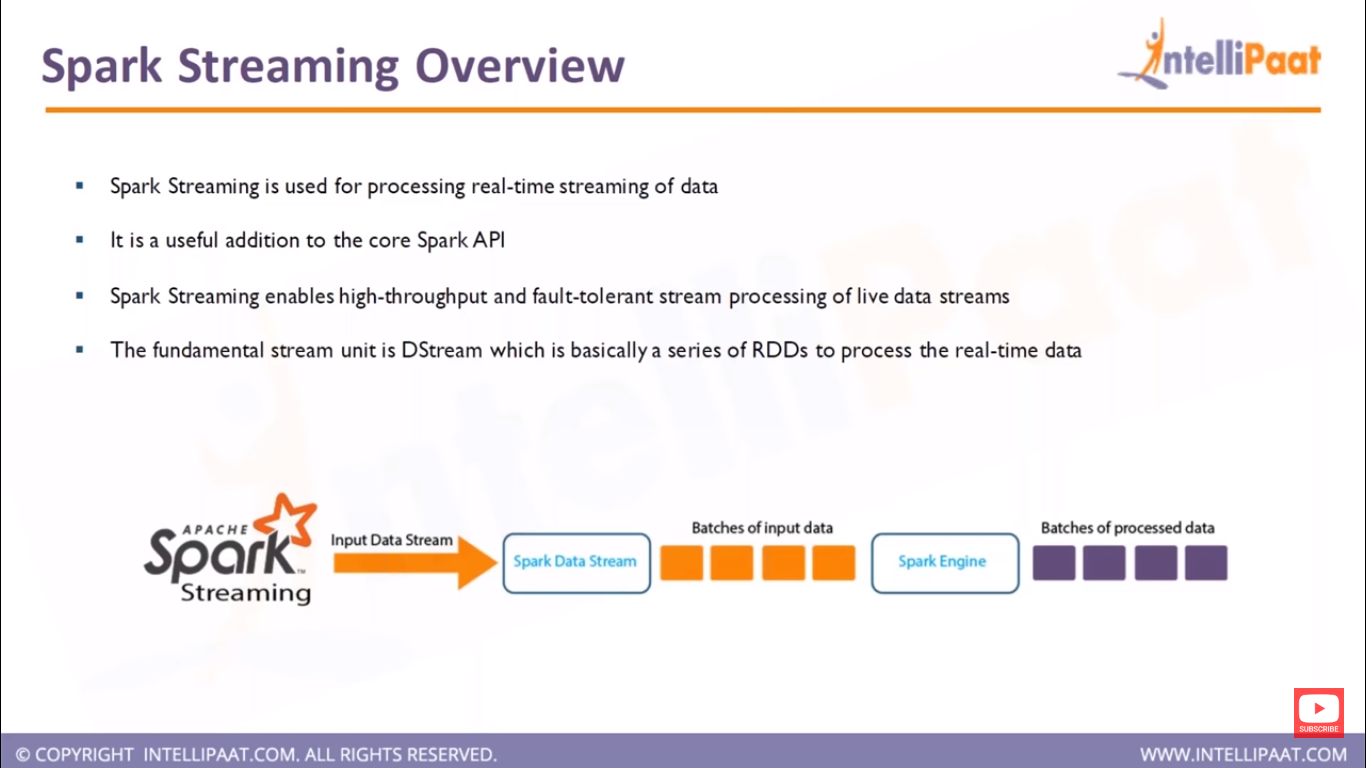 Spark Streaming Overview
IntelliPaat
Spark Streaming is used for processing real-time streaming of data
It is a useful addition to the core Spark API
Spark Streaming enables high-throughput and fault-tolerant stream processing of live data streams
The fundamental stream unit is DStream which is basically a series of RDDs to process the real-time data
IntelliPaat
APACHE
Spark™
Streaming
Input Data Stream
Spark Data Stream
Batches of input data
Spark Engine
Batches of processed data
SUBSCRIBE
© COPYRIGHT INTELLIPAAT.COM. ALL RIGHTS RESERVED.
WWW.INTELLIPAAT.COM